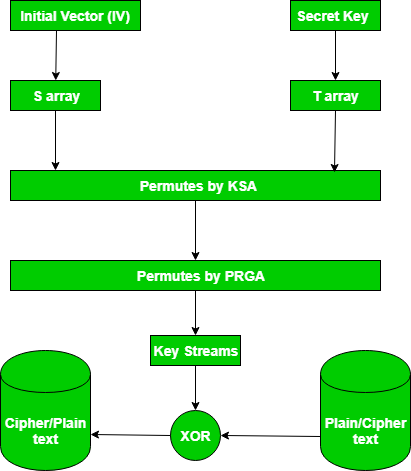 Initial Vector (IV)
Secret Key
S array
T array
Permutes by KSA
Permutes by PRGA
Key Streams
Cipher/Plain
text
XOR
Plain/Cipher
text